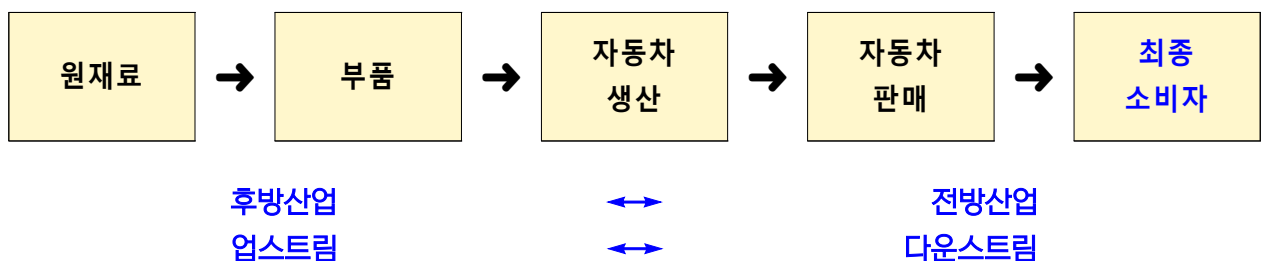 원재료 → 부품 → 자동차 생산 → 자동차 판매 → 최종 소비자
후방산업 ↔ 전방산업
업스트림 ↔ 다운스트림